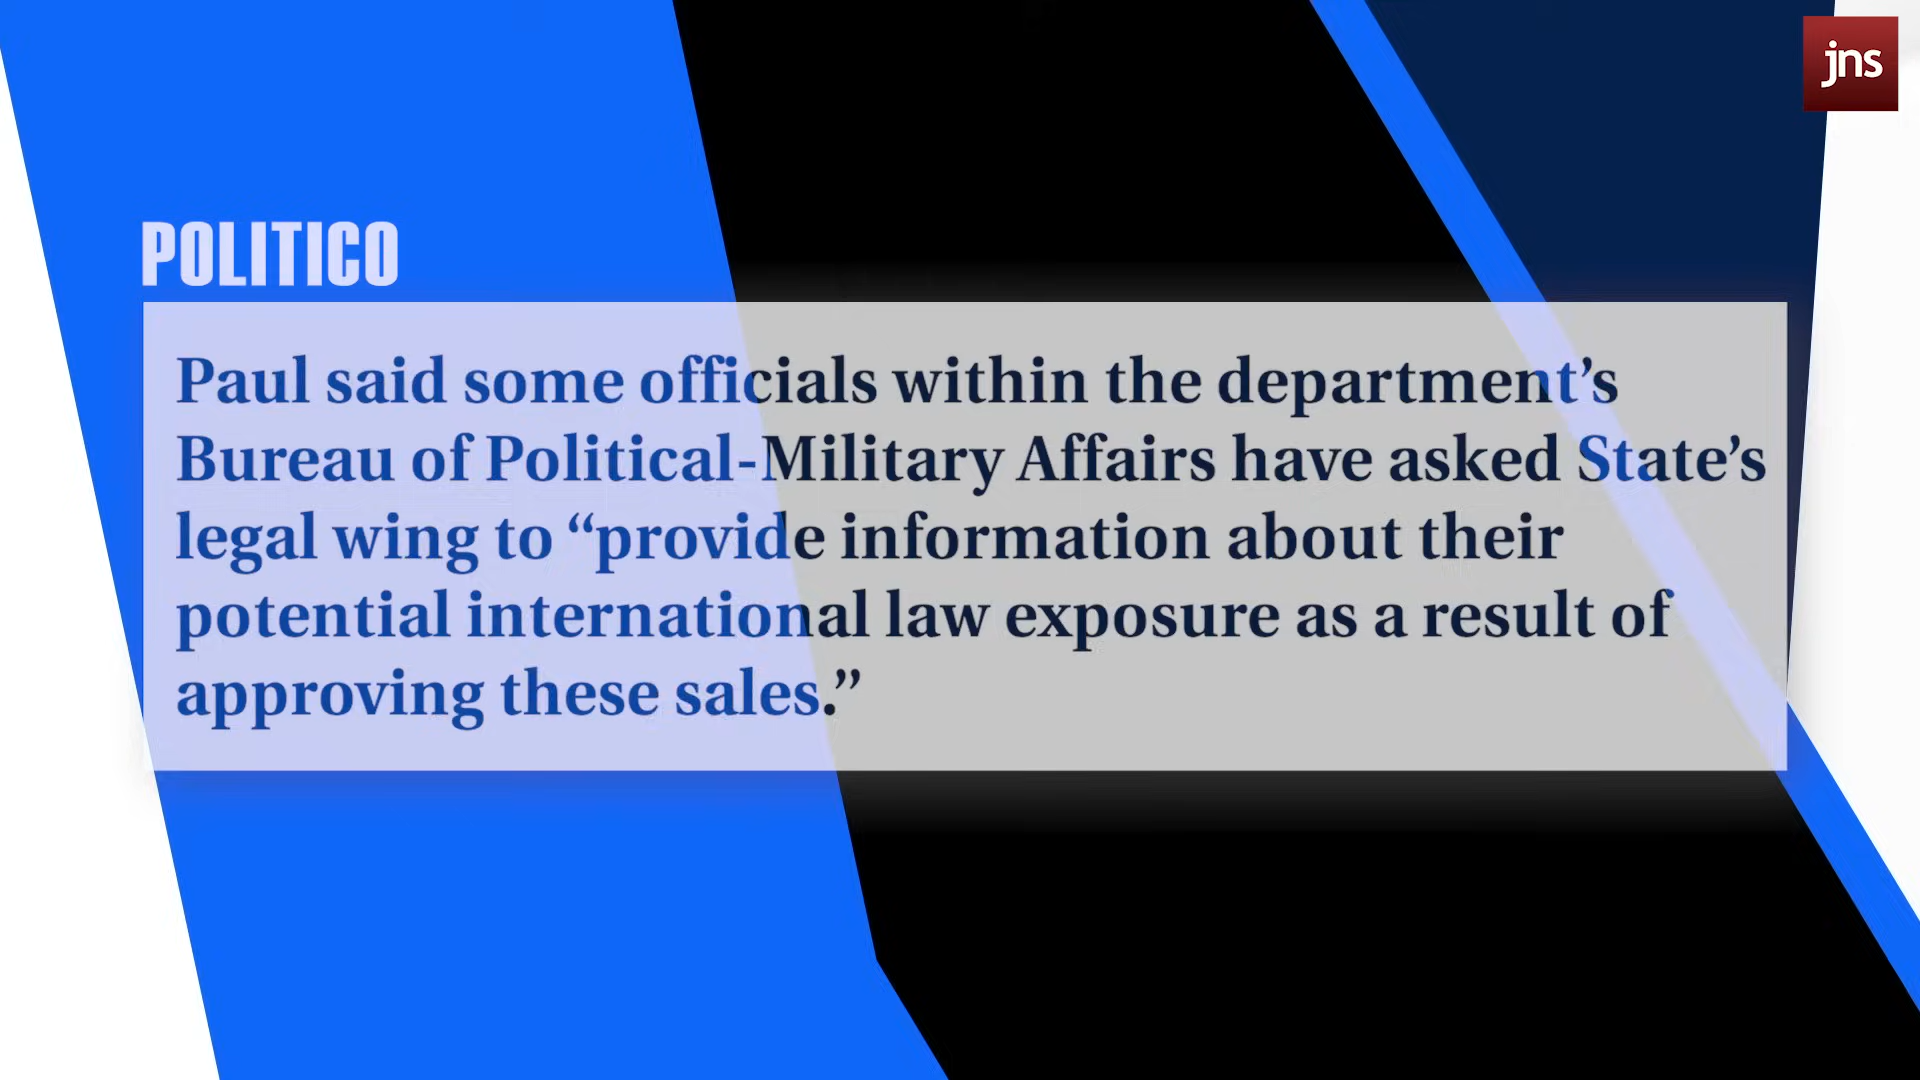 jns
POLITICO
Paul said some officials within the department’s
Bureau of Political-Military Affairs have asked State’s
legal wing to “provide information about their
potential international law exposure as a result of
approving these sales.”